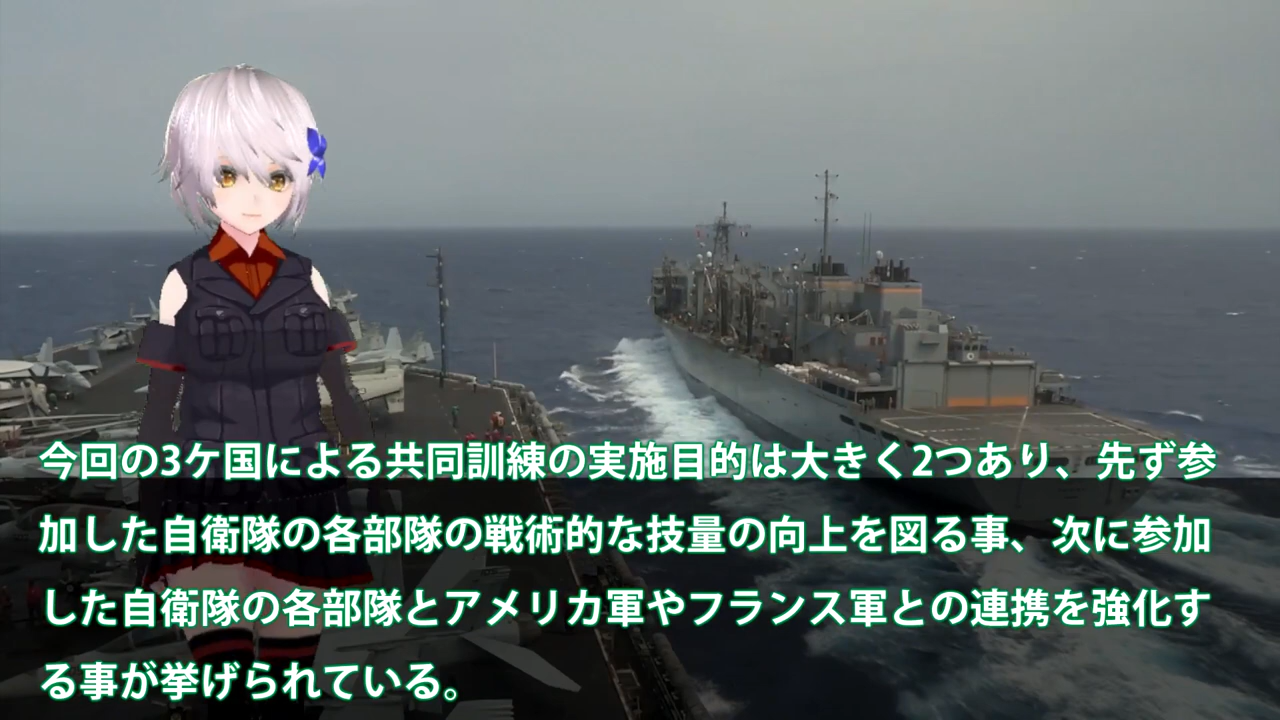 今回の3ケ国による共同訓練の実施目的は大きく2つあり、先ず参
加した自衛隊の各部隊の戦術的な技量の向上を図る事、次に参加
した自衛隊の各部隊とアメリカ軍やフランス軍との連携を強化す
る事が挙げられている。